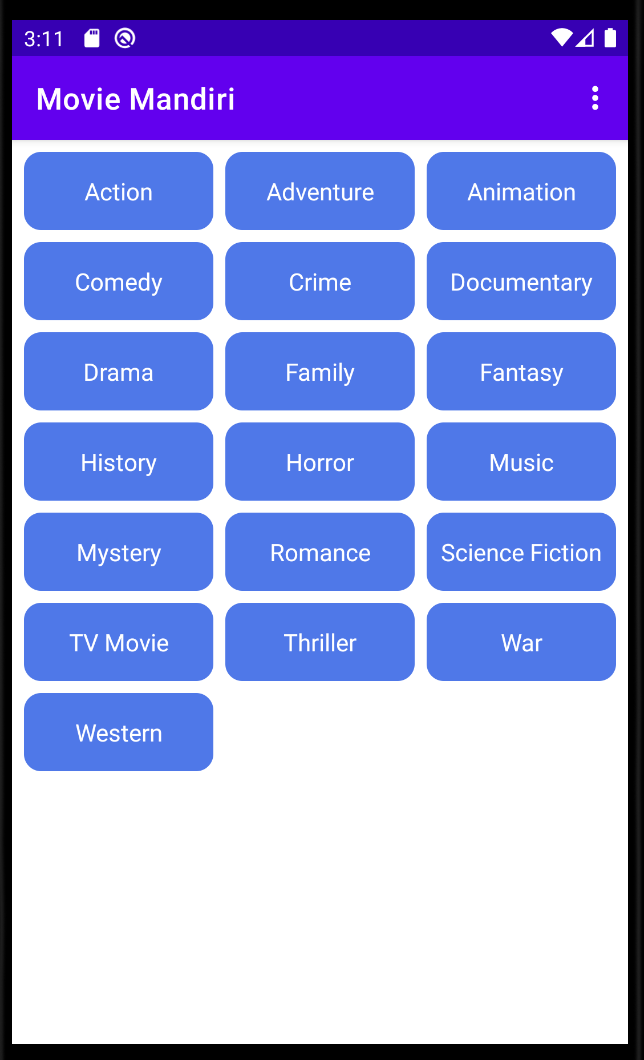 3:11
Movie Mandiri
Action Adventure Animation
Comedy Crime Documentary
Drama Family Fantasy
History Horror Music
Mystery Romance Science Fiction
TV Movie Thriller War
Western